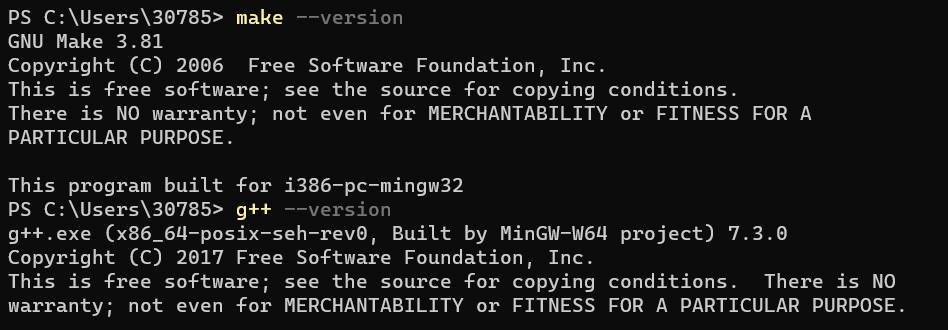 PS C:\Users\30785> make --version
GNU Make 3.81
Copyright (C) 2006  Free Software Foundation, Inc.
This is free software; see the source for copying conditions.
There is NO warranty; not even for MERCHANTABILITY or FITNESS FOR A
PARTICULAR PURPOSE.

This program built for i386-pc-mingw32
PS C:\Users\30785> g++ --version
g++.exe (x86_64-posix-seh-rev0, Built by MinGW-W64 project) 7.3.0
Copyright (C) 2017 Free Software Foundation, Inc.
This is free software; see the source for copying conditions.  There is NO
warranty; not even for MERCHANTABILITY or FITNESS FOR A PARTICULAR PURPOSE.